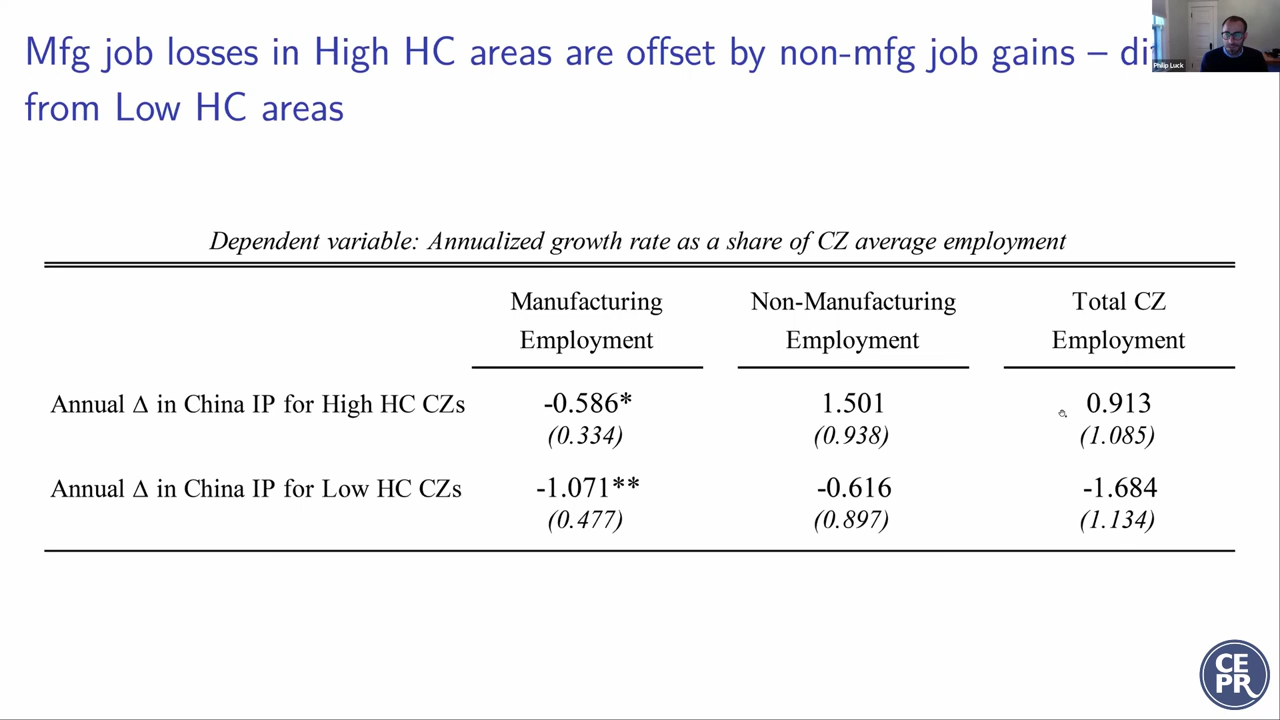 Mfg job losses in High HC areas are offset by non-mfg job gains –
from Low HC areas
Philip Luck
Dependent variable: Annualized growth rate as a share of CZ average employment
Manufacturing Employment
Non-Manufacturing Employment
Total CZ Employment
Annual Δ in China IP for High HC CZs -0.586* 1.501 0.913
(0.334) (0.938) (1.085)
Annual Δ in China IP for Low HC CZs -1.071** -0.616 -1.684
(0.477) (0.897) (1.134)
CE
PR